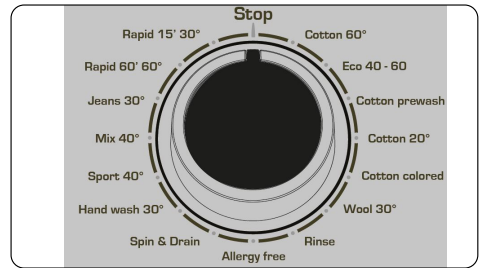 Stop
Rapid 15' 30°
Cotton 60°
Rapid 60' 60°
Eco 40 - 60
Jeans 30°
Cotton prewash
Mix 40°
Cotton 20°
Sport 40°
Cotton colored
Hand wash 30°
Wool 30°
Spin & Drain
Rinse
Allergy free